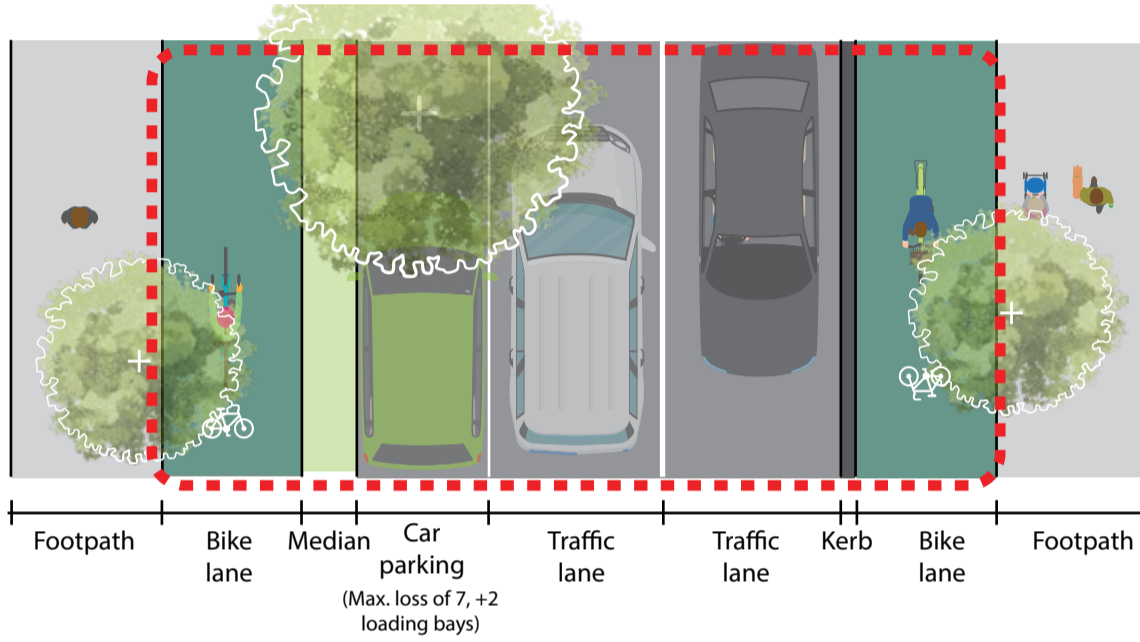 Footpath
Bike
lane
Median
Car
parking
(Max. loss of 7, +2
loading bays)
Traffic
lane
Traffic
lane
Kerb
Bike
lane
Footpath